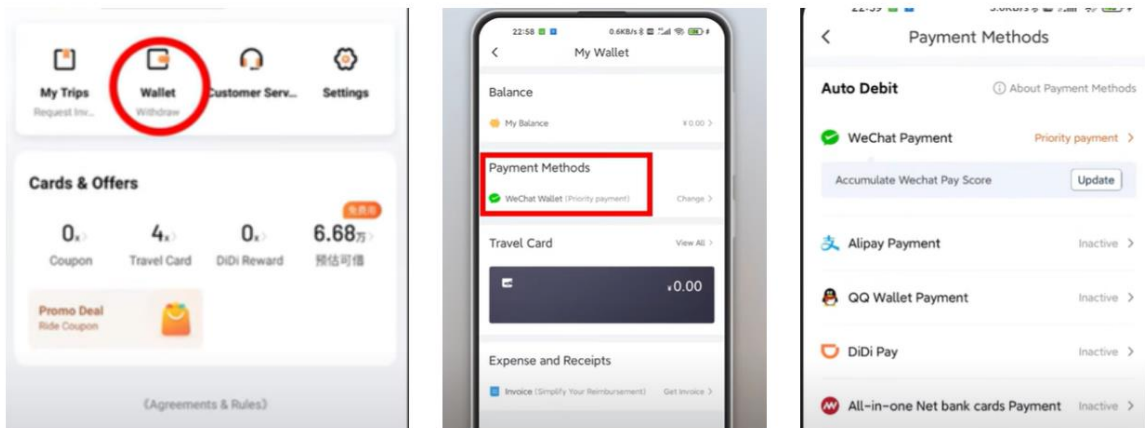 My Trips
Wallet
Customer Serv...
Settings
Request Inv...
Withdraw
Cards & Offers
免费用
0x
4x
0x
6.68万
Coupon
Travel Card
DiDi Reward
预估可借
Promo Deal
Ride Coupon
(Agreements & Rules)
22:58
0.6KB/s
My Wallet
Balance
My Balance
¥0.00
Payment Methods
WeChat Wallet (Priority payment)
Change
Travel Card
View All
¥0.00
Expense and Receipts
Invoice (Simplify Your Reimbursement)
Get Invoice
22:59
Payment Methods
Auto Debit
About Payment Methods
WeChat Payment
Priority payment
Accumulate Wechat Pay Score
Update
Alipay Payment
Inactive
QQ Wallet Payment
Inactive
DiDi Pay
Inactive
All-in-one Net bank cards Payment
Inactive